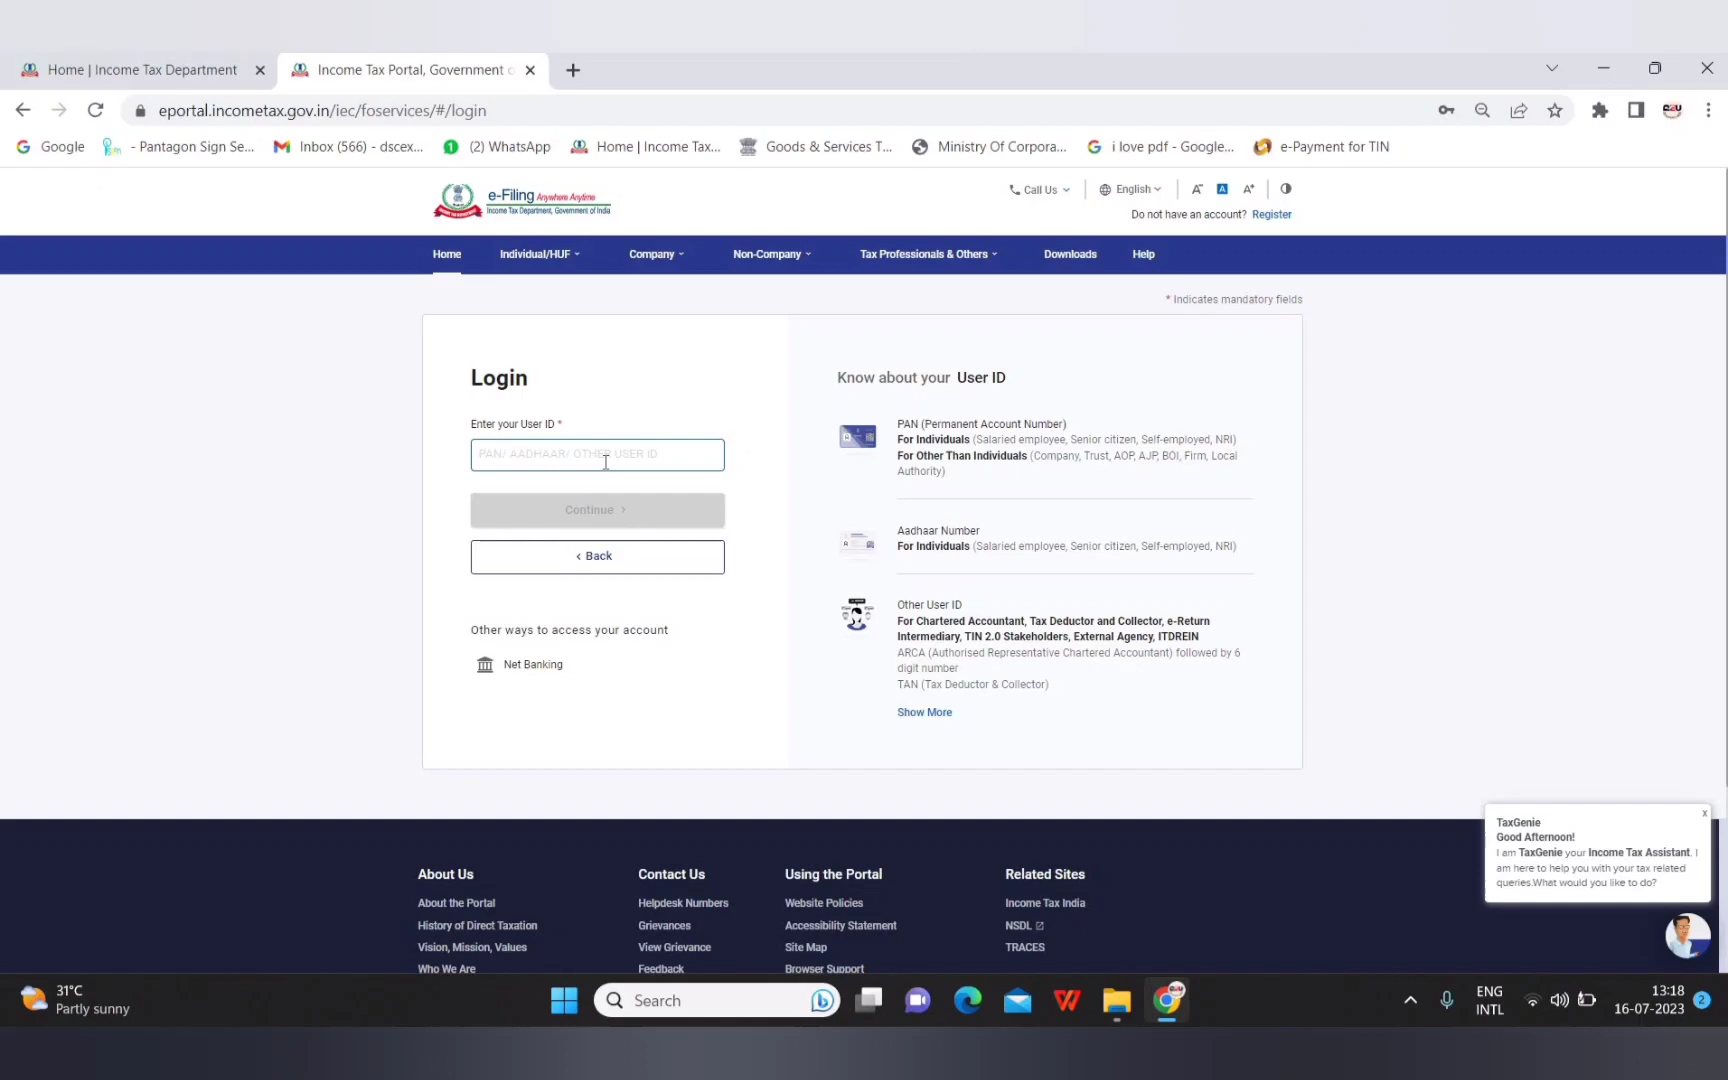 Home | Income Tax Department
Income Tax Portal, Government o
eportal.incometax.gov.in/iec/foservices/#/login
Google
- Pantagon Sign Se...
Inbox (566) - dscex...
(2) WhatsApp
Home | Income Tax...
Goods & Services T...
Ministry Of Corpora...
i love pdf - Google...
e-Payment for TIN
e-Filing Anywhere Anytime
Income Tax Department, Government of India
Call Us
English
A-
A
A+
Do not have an account? Register
Home
Individual/HUF
Company
Non-Company
Tax Professionals & Others
Downloads
Help
* Indicates mandatory fields
Login
Enter your User ID *
PAN/ AADHAAR/ OTHER USER ID
Continue >
< Back
Other ways to access your account
Net Banking
Know about your User ID
PAN (Permanent Account Number)
For Individuals (Salaried employee, Senior citizen, Self-employed, NRI)
For Other Than Individuals (Company, Trust, AOP, AJP, BOI, Firm, Local
Authority)
Aadhaar Number
For Individuals (Salaried employee, Senior citizen, Self-employed, NRI)
Other User ID
For Chartered Accountant, Tax Deductor and Collector, e-Return
Intermediary, TIN 2.0 Stakeholders, External Agency, ITDREIN
ARCA (Authorised Representative Chartered Accountant) followed by 6
digit number
TAN (Tax Deductor & Collector)
Show More
x
TaxGenie
Good Afternoon!
I am TaxGenie your Income Tax Assistant. I
am here to help you with your tax related
queries.What would you like to do?
About Us
About the Portal
History of Direct Taxation
Vision, Mission, Values
Who We Are
Contact Us
Helpdesk Numbers
Grievances
View Grievance
Feedback
Using the Portal
Website Policies
Accessibility Statement
Site Map
Browser Support
Related Sites
Income Tax India
NSDL
TRACES
31°C
Partly sunny
Search
ENG
INTL
13:18
16-07-2023
2